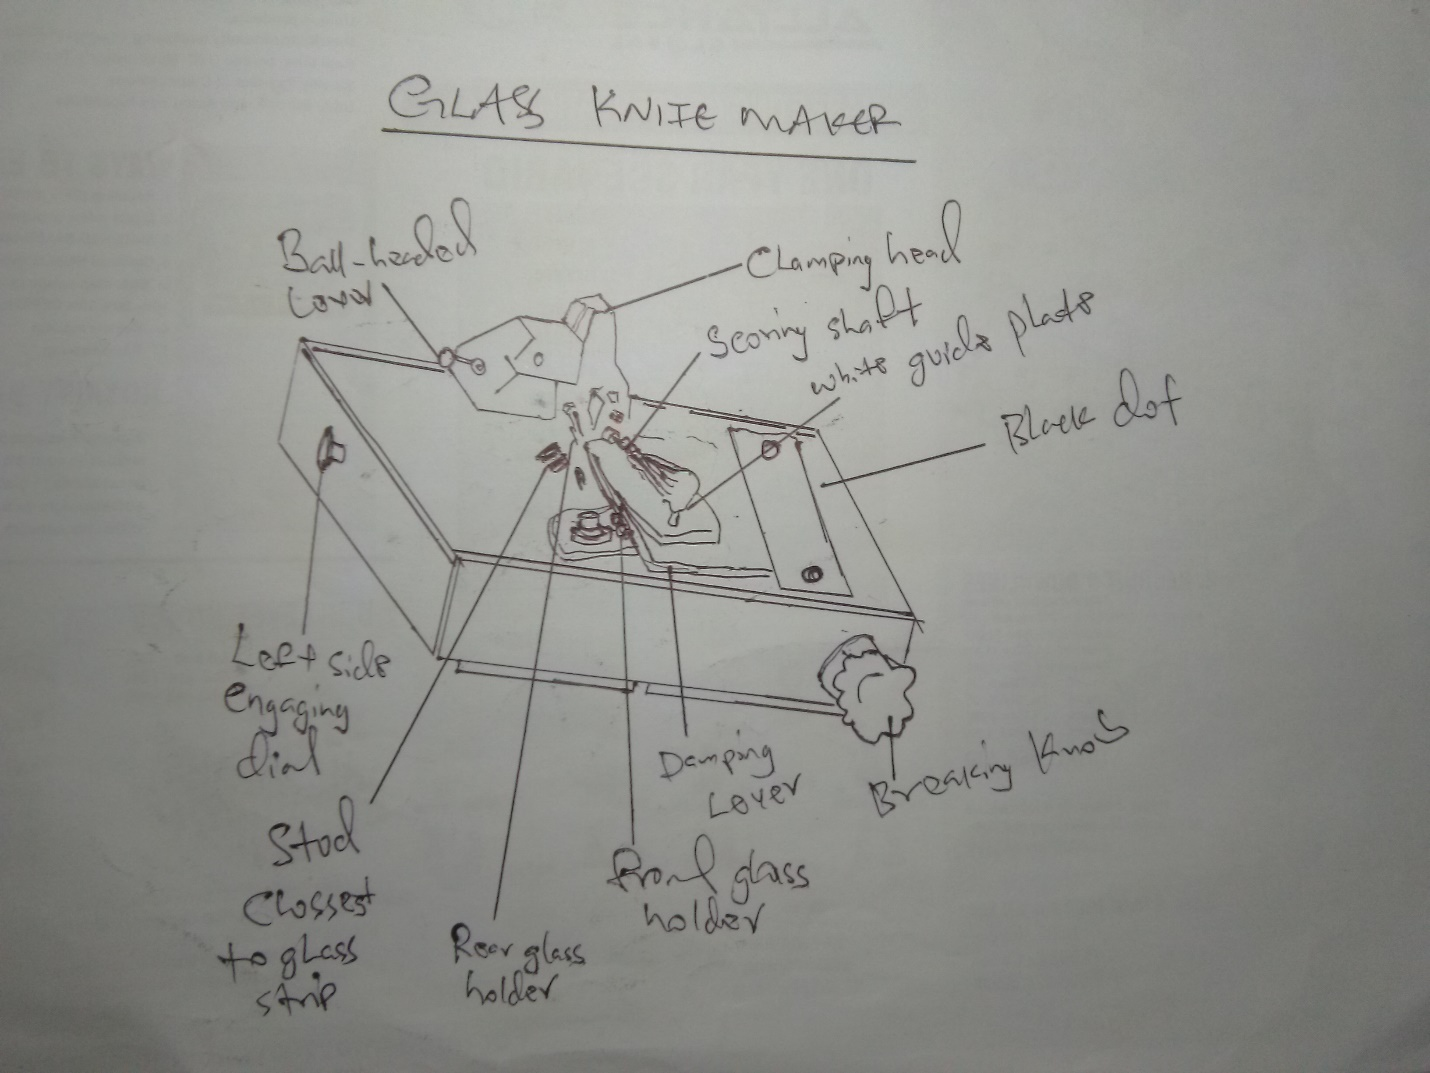 GLASS KNIFE MAKER
Ball-headed
Lever
Clamping head
Scoring shaft
white guide plate
Black dot
Left side
engaging
dial
Stud
Clossest
to glass
strip
Rear glass
holder
Front glass
holder
Damping
Lever
Breaking Knob